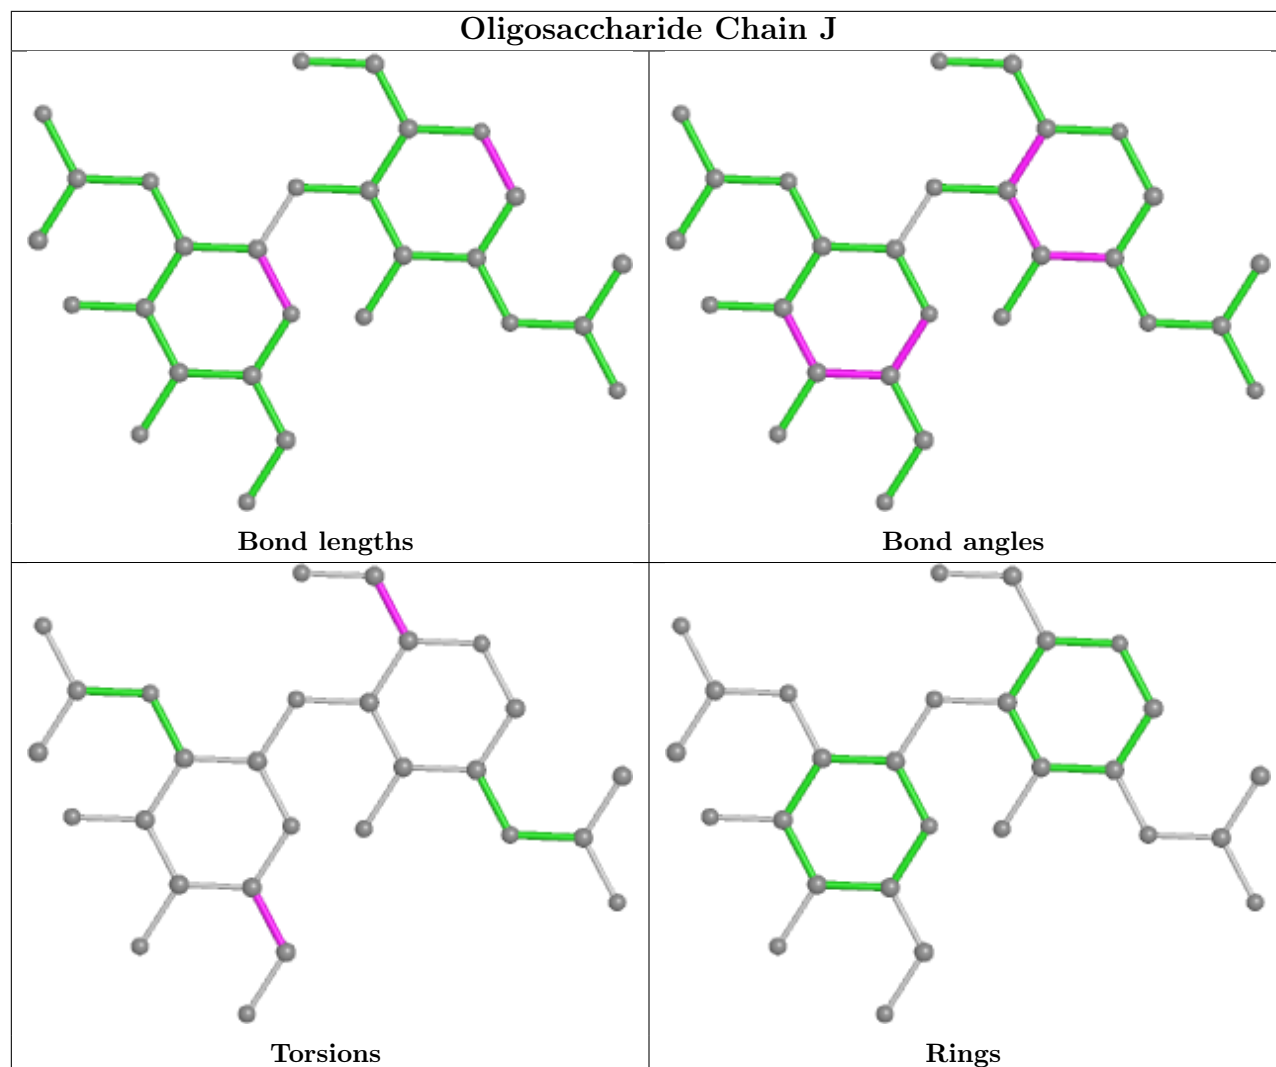 Oligosaccharide Chain J
Bond lengths
Bond angles
Torsions
Rings